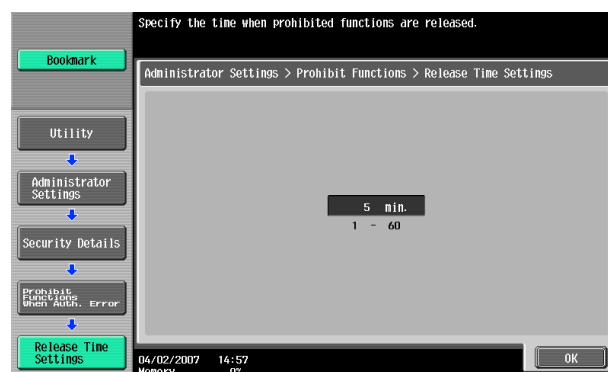 Specify the time when prohibited functions are released.
Bookmark
Administrator Settings > Prohibit Functions > Release Time Settings
Utility
Administrator
Settings
Security Details
Prohibit
Functions
When Auth. Error
Release Time
Settings
5 min.
1 - 60
04/02/2007 14:57
Memory 0%
OK